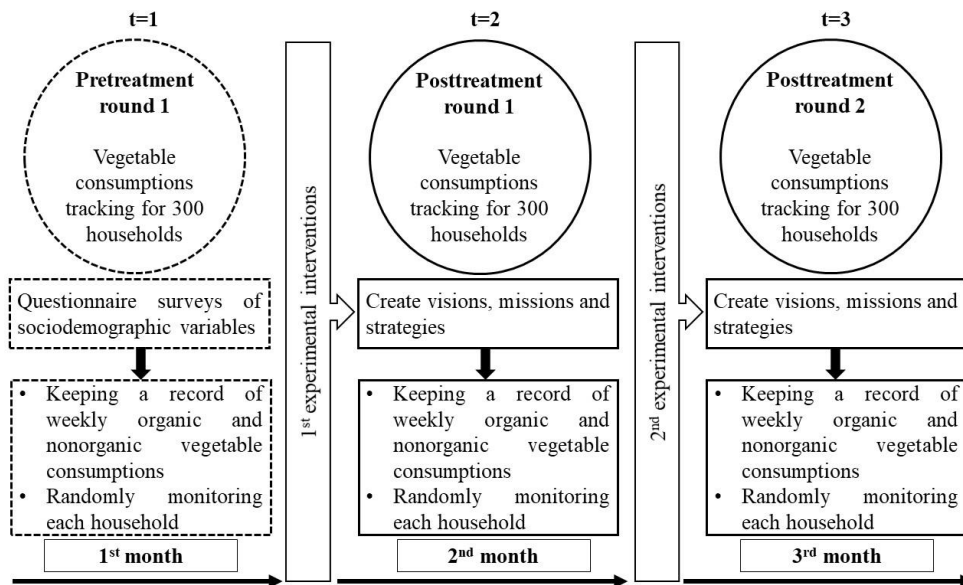 t=1
Pretreatment
round 1
Vegetable
consumptions
tracking for 300
households
Questionnaire surveys of
sociodemographic variables
• Keeping a record of
weekly organic and
nonorganic vegetable
consumptions
• Randomly monitoring
each household
1st month
1st experimental interventions
t=2
Posttreatment
round 1
Vegetable
consumptions
tracking for 300
households
Create visions, missions and
strategies
• Keeping a record of
weekly organic and
nonorganic vegetable
consumptions
• Randomly monitoring
each household
2nd month
2nd experimental interventions
t=3
Posttreatment
round 2
Vegetable
consumptions
tracking for 300
households
Create visions, missions and
strategies
• Keeping a record of
weekly organic and
nonorganic vegetable
consumptions
• Randomly monitoring
each household
3rd month